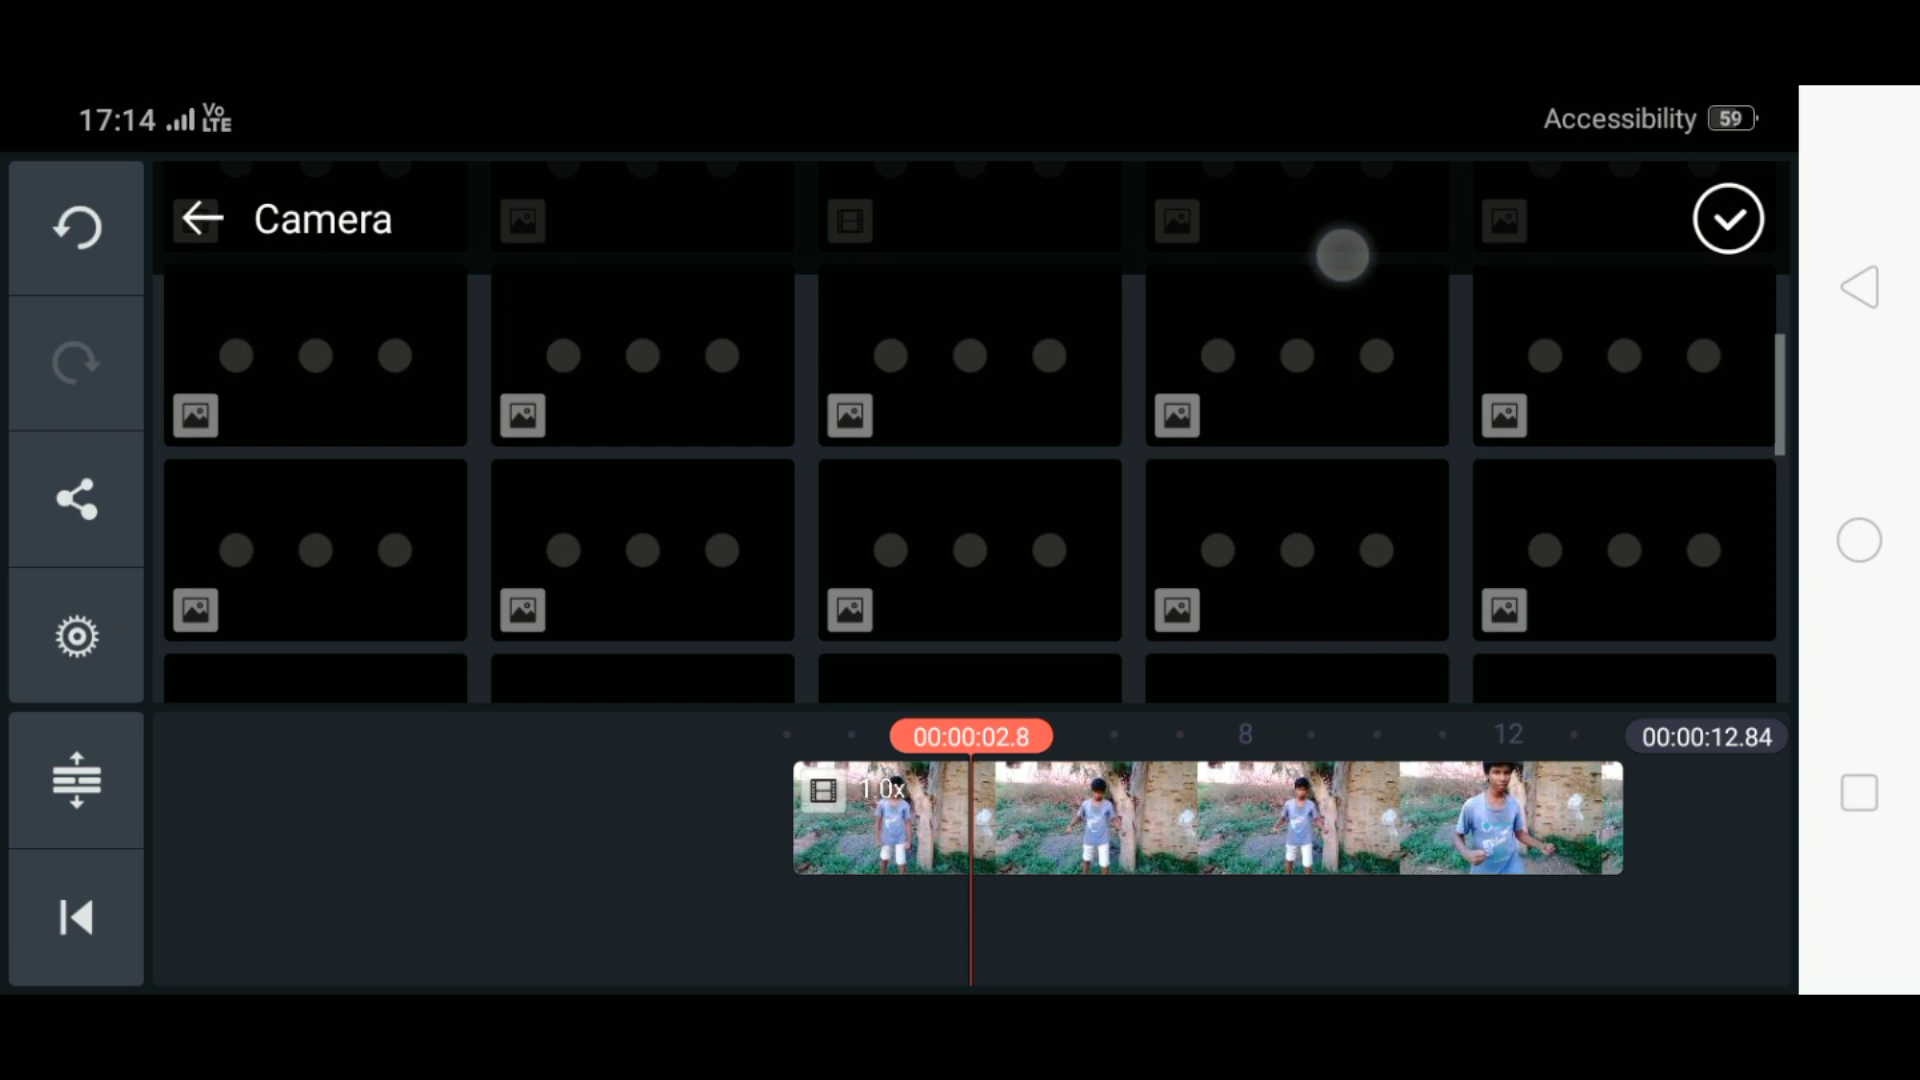 17:14 Vo LTE
Accessibility 59
Camera
00:00:02.8
8
12
00:00:12.84
1.0x